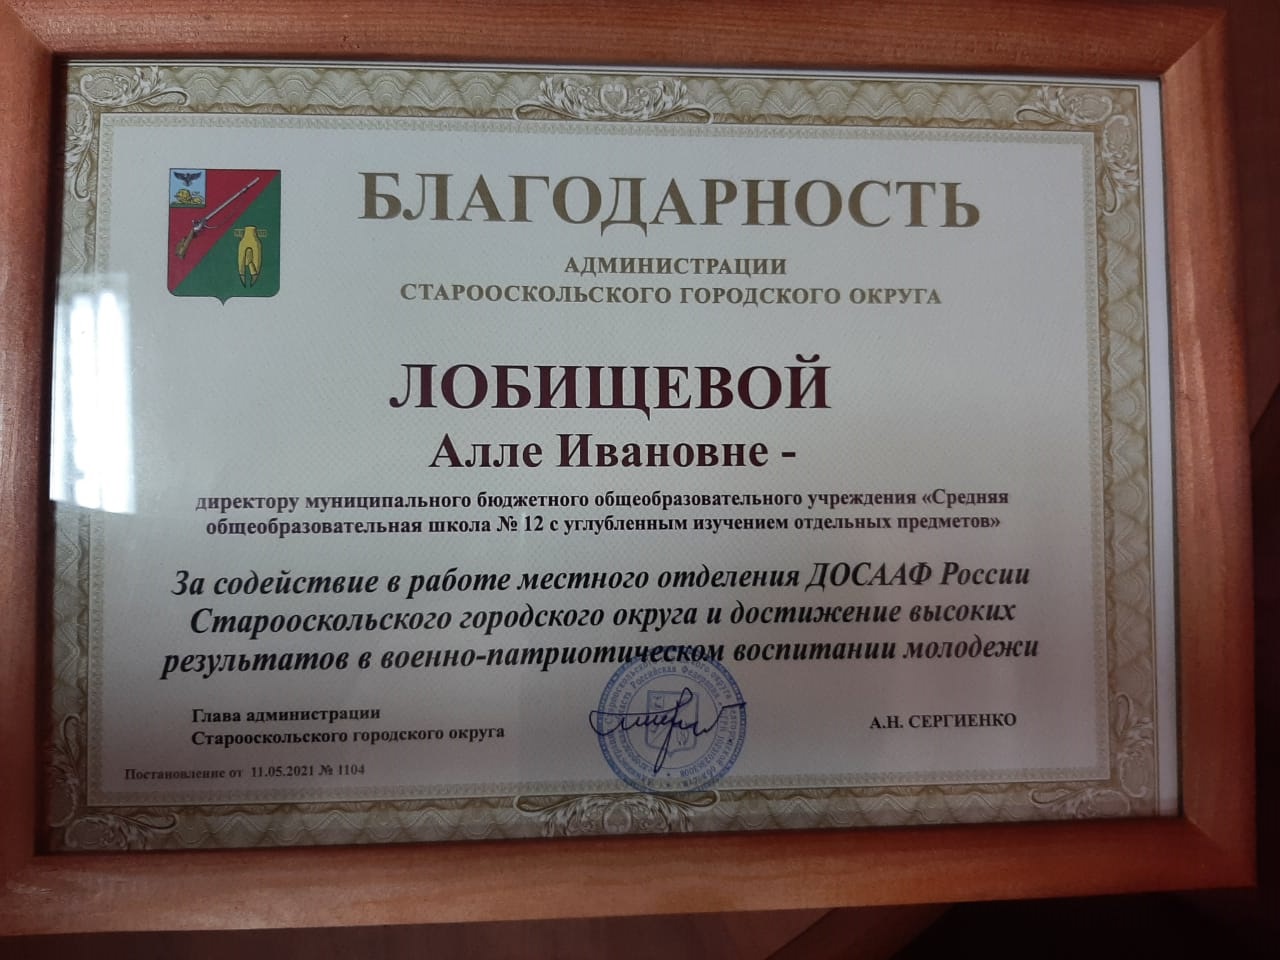 БЛАГОДАРНОСТЬ
АДМИНИСТРАЦИИ
СТАРООСКОЛЬСКОГО ГОРОДСКОГО ОКРУГА
ЛОБИЩЕВОЙ
Алле Ивановне -
директору муниципального бюджетного общеобразовательного учреждения «Средняя
общеобразовательная школа № 12 с углубленным изучением отдельных предметов»
За содействие в работе местного отделения ДОСААФ России
Старооскольского городского округа и достижение высоких
результатов в военно-патриотическом воспитании молодежи
Глава администрации
Старооскольского городского округа
А.Н. СЕРГИЕНКО
Постановление от 11.05.2021 № 1104